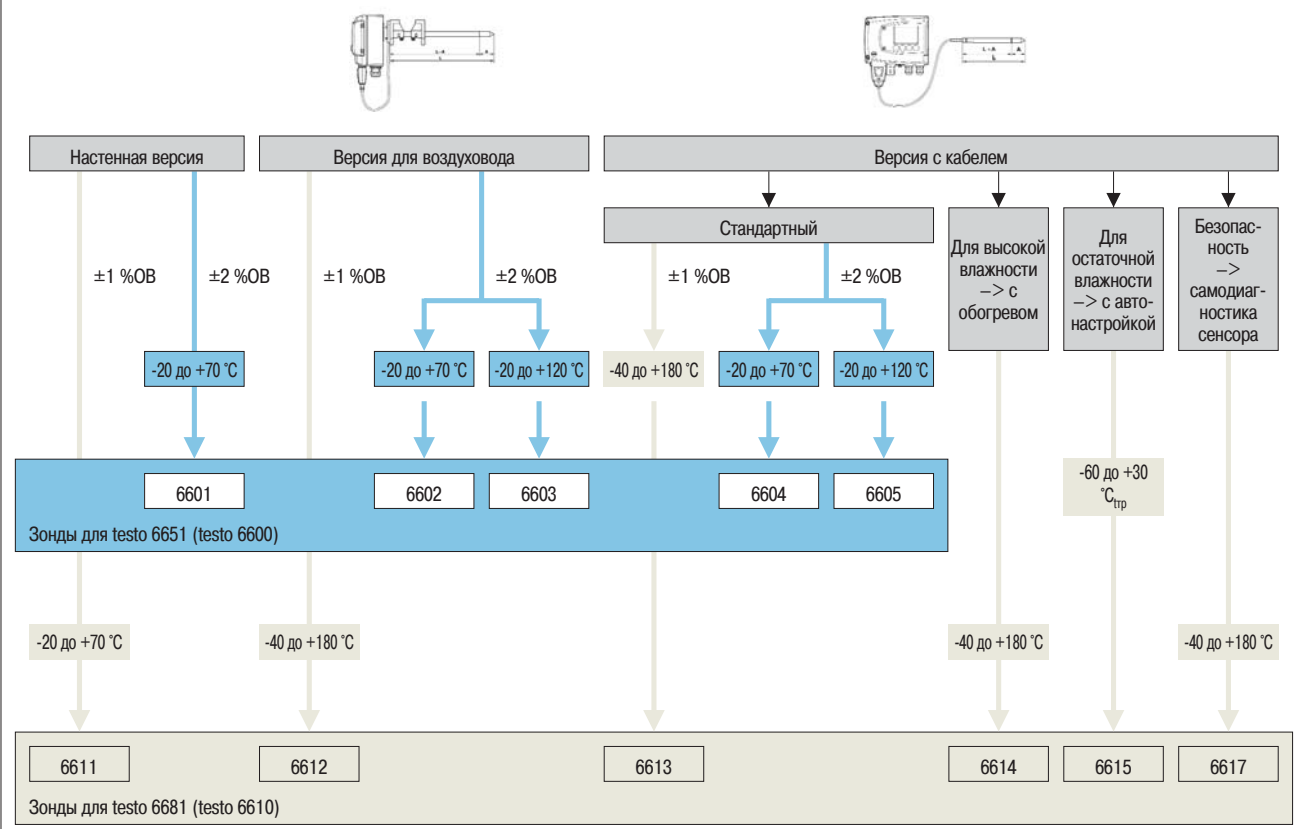 L - A
A
L
L - A
A
L
Настенная версия
Версия для воздуховода
Версия с кабелем
Стандартный
Для высокой
влажности
–> с
обогревом
Для
остаточной
влажности
–> с авто-
настройкой
Безопас-
ность
–>
самодиаг-
ностика
сенсора
±1 %ОВ
±2 %ОВ
±1 %ОВ
±2 %ОВ
±1 %ОВ
±2 %ОВ
-20 до +70 ˚C
-20 до +70 ˚C
-20 до +120 ˚C
-40 до +180 ˚C
-20 до +70 ˚C
-20 до +120 ˚C
6601
6602
6603
6604
6605
-60 до +30
˚Ctтр
Зонды для testo 6651 (testo 6600)
-20 до +70 ˚C
-40 до +180 ˚C
-40 до +180 ˚C
-40 до +180 ˚C
6611
6612
6613
6614
6615
6617
Зонды для testo 6681 (testo 6610)